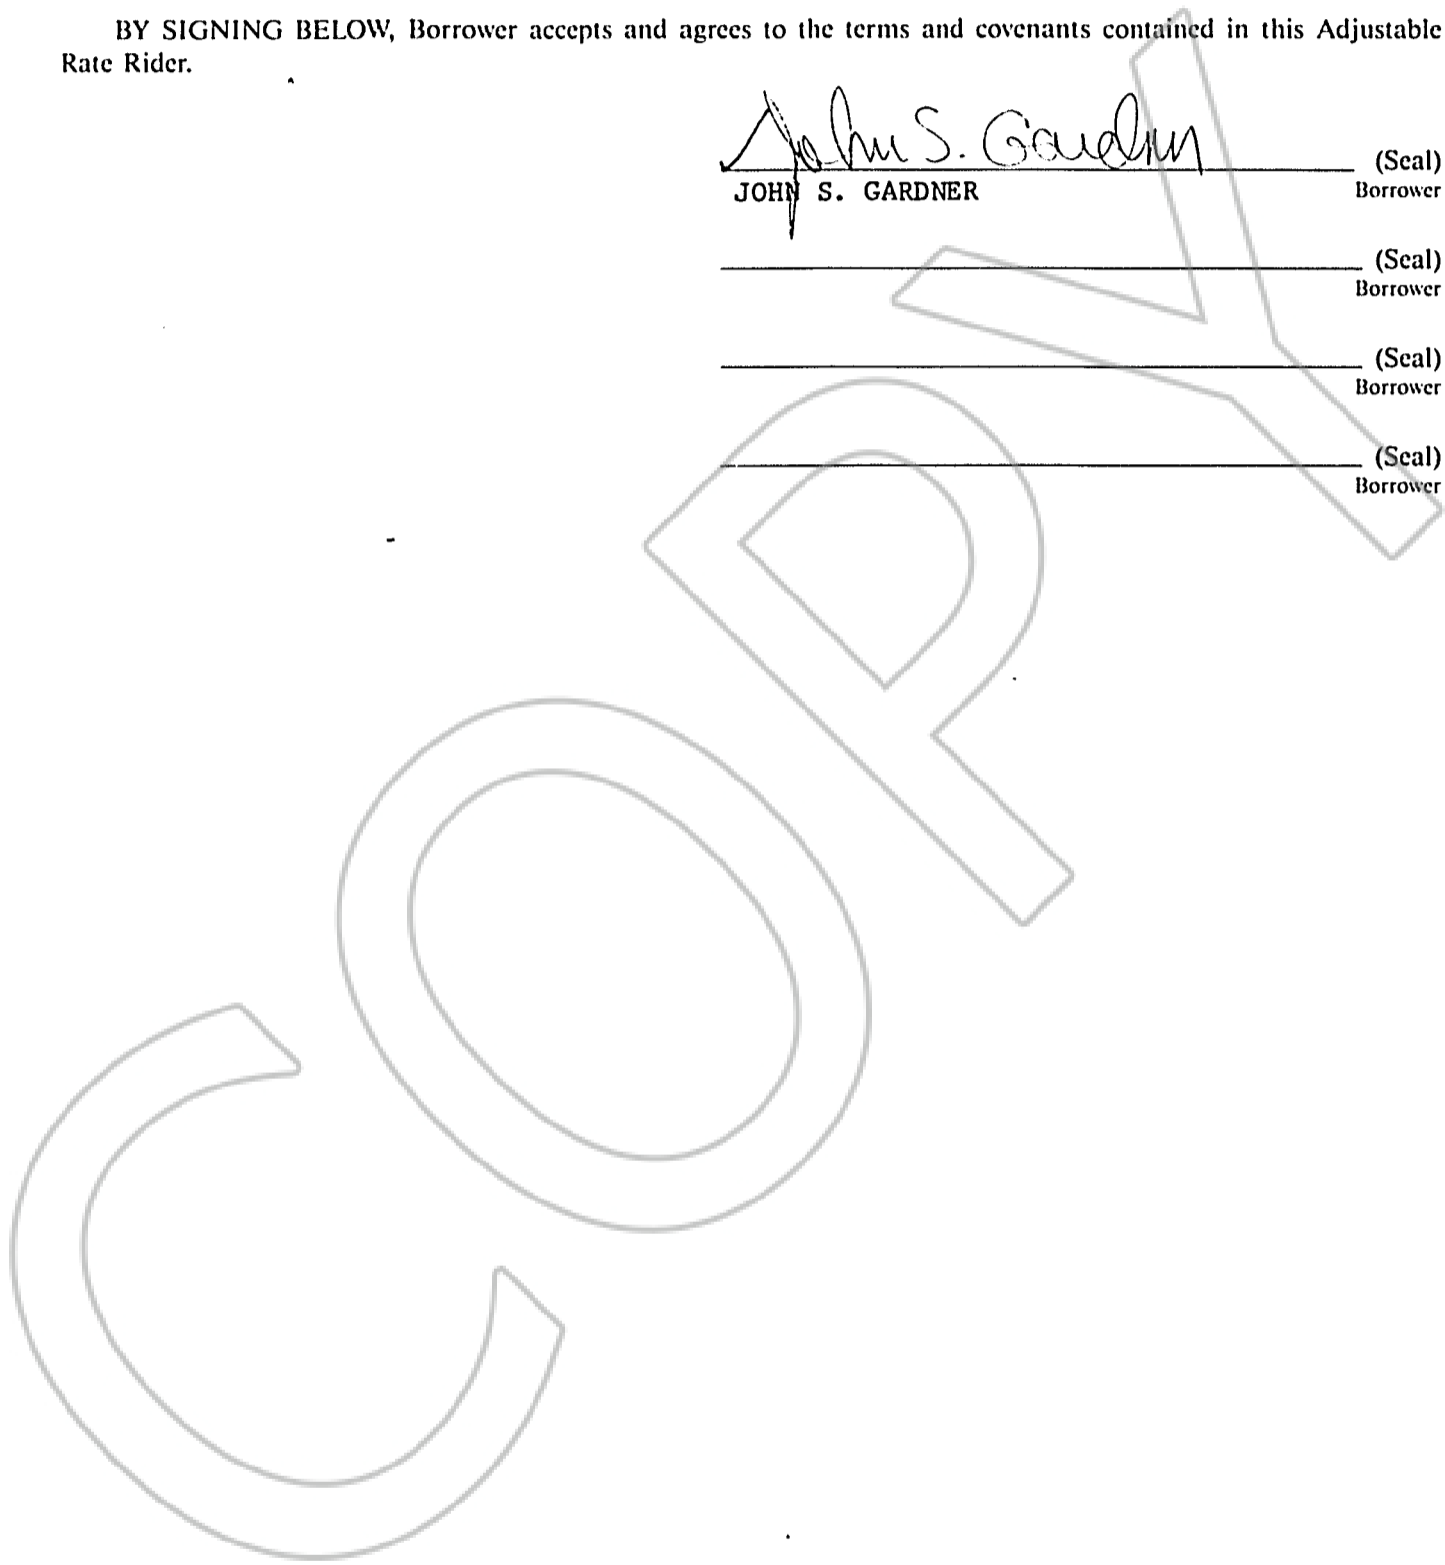 BY SIGNING BELOW, Borrower accepts and agrees to the terms and covenants contained in this Adjustable
Rate Rider.
John S. Gardner (Seal)
JOHN S. GARDNER Borrower
(Seal)
Borrower
(Seal)
Borrower
(Seal)
Borrower
COPY